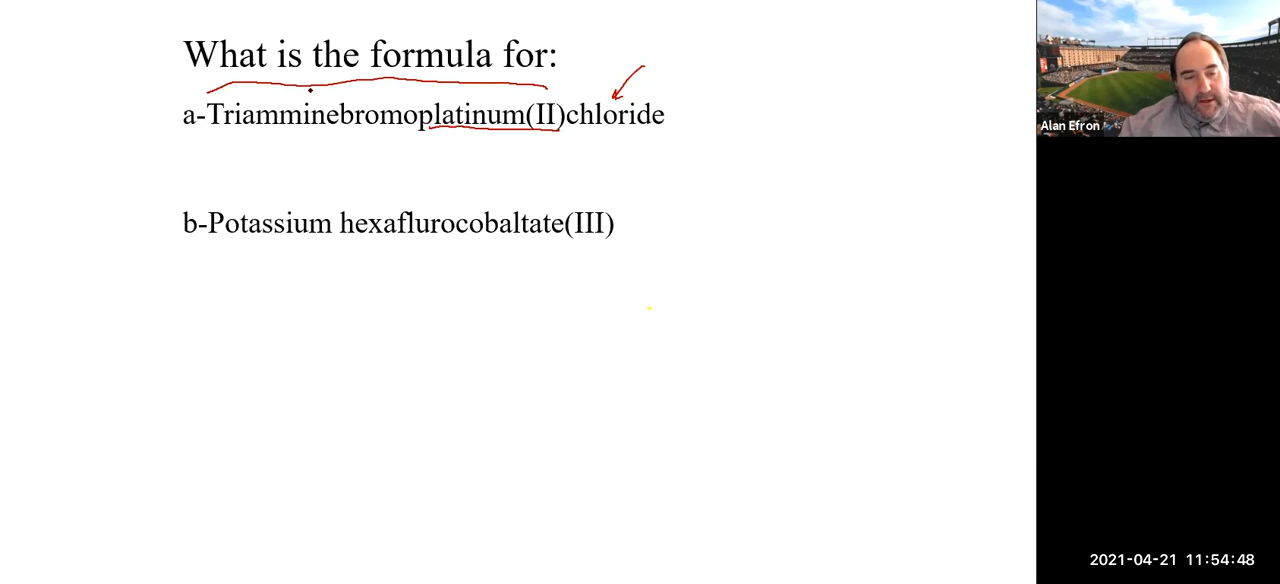 What is the formula for:
a-Triamminebromoplatinum(II)chloride
b-Potassium hexaflurocobaltate(III)
Alan Efron
2021-04-21 11:54:48